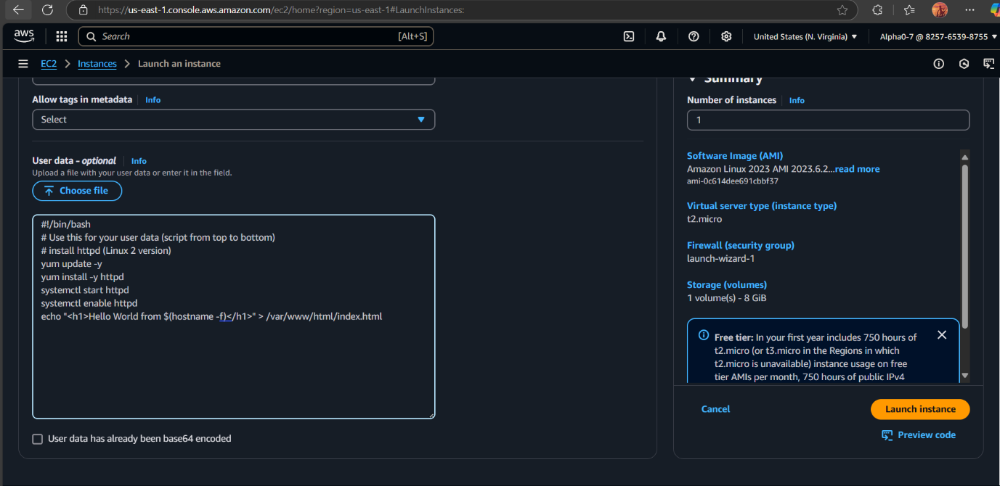 https://us-east-1.console.aws.amazon.com/ec2/home?region=us-east-1#LaunchInstances:
aws
Search
[Alt+S]
United States (N. Virginia)
Alpha0-7 @ 8257-6539-8755
EC2
Instances
Launch an instance
Allow tags in metadata
Info
Select
User data - optional
Info
Upload a file with your user data or enter it in the field.
Choose file
#!/bin/bash
# Use this for your user data (script from top to bottom)
# install httpd (Linux 2 version)
yum update -y
yum install -y httpd
systemctl start httpd
systemctl enable httpd
echo "<h1>Hello World from $(hostname -f)</h1>" > /var/www/html/index.html
User data has already been base64 encoded
Summary
Number of instances
Info
1
Software Image (AMI)
Amazon Linux 2023 AMI 2023.6.2...read more
ami-0c614dee691cbbf37
Virtual server type (instance type)
t2.micro
Firewall (security group)
launch-wizard-1
Storage (volumes)
1 volume(s) - 8 GiB
Free tier: In your first year includes 750 hours of
t2.micro (or t3.micro in the Regions in which
t2.micro is unavailable) instance usage on free
tier AMIs per month, 750 hours of public IPv4
Cancel
Launch instance
Preview code